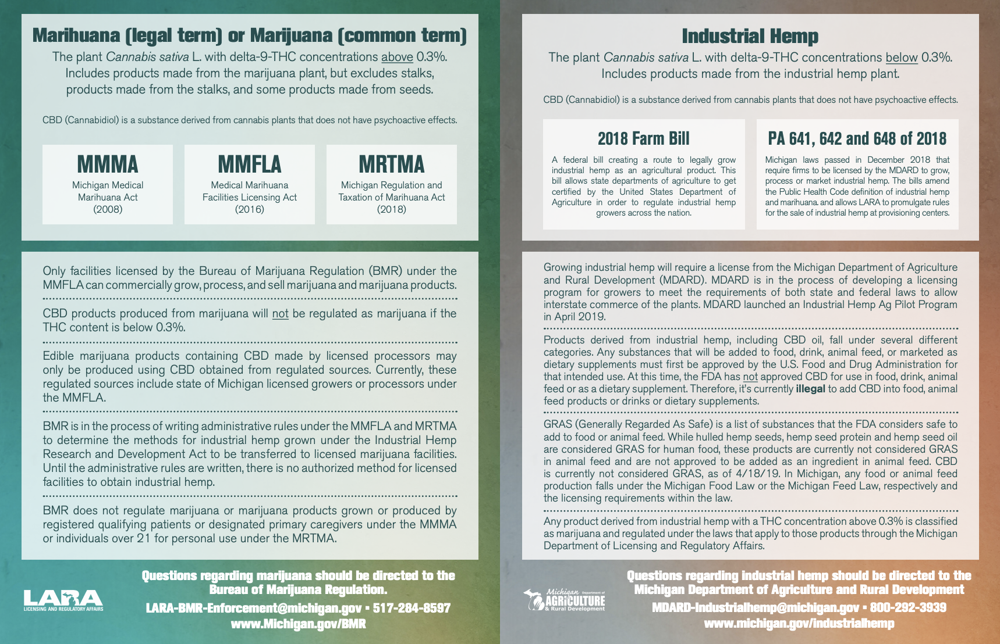 Marihuana (legal term) or Marijuana (common term)
The plant Cannabis sativa L. with delta-9-THC concentrations above 0.3%.
Includes products made from the marijuana plant, but excludes stalks,
products made from the stalks, and some products made from seeds.
CBD (Cannabidiol) is a substance derived from cannabis plants that does not have psychoactive effects.
MMMA
Michigan Medical
Marihuana Act
(2008)
MMFLA
Medical Marihuana
Facilities Licensing Act
(2016)
MRTMA
Michigan Regulation and
Taxation of Marihuana Act
(2018)
Only facilities licensed by the Bureau of Marijuana Regulation (BMR) under the
MMFLA can commercially grow, process, and sell marijuana and marijuana products.
CBD products produced from marijuana will not be regulated as marijuana if the
THC content is below 0.3%.
Edible marijuana products containing CBD made by licensed processors may
only be produced using CBD obtained from regulated sources. Currently, these
regulated sources include state of Michigan licensed growers or processors under
the MMFLA.
BMR is in the process of writing administrative rules under the MMFLA and MRTMA
to determine the methods for industrial hemp grown under the Industrial Hemp
Research and Development Act to be transferred to licensed marijuana facilities.
Until the administrative rules are written, there is no authorized method for licensed
facilities to obtain industrial hemp.
BMR does not regulate marijuana or marijuana products grown or produced by
registered qualifying patients or designated primary caregivers under the MMMA
or individuals over 21 for personal use under the MRTMA.
LARA
LICENSING AND REGULATORY AFFAIRS
Questions regarding marijuana should be directed to the
Bureau of Marijuana Regulation.
LARA-BMR-Enforcement@michigan.gov ▪ 517-284-8597
www.Michigan.gov/BMR
Industrial Hemp
The plant Cannabis sativa L. with delta-9-THC concentrations below 0.3%.
Includes products made from the industrial hemp plant.
CBD (Cannabidiol) is a substance derived from cannabis plants that does not have psychoactive effects.
2018 Farm Bill
A federal bill creating a route to legally grow
industrial hemp as an agricultural product. This
bill allows state departments of agriculture to get
certified by the United States Department of
Agriculture in order to regulate industrial hemp
growers across the nation.
PA 641, 642 and 648 of 2018
Michigan laws passed in December 2018 that
require firms to be licensed by the MDARD to grow,
process or market industrial hemp. The bills amend
the Public Health Code definition of industrial hemp
and marihuana. and allows LARA to promulgate rules
for the sale of industrial hemp at provisioning centers.
Growing industrial hemp will require a license from the Michigan Department of Agriculture
and Rural Development (MDARD). MDARD is in the process of developing a licensing
program for growers to meet the requirements of both state and federal laws to allow
interstate commerce of the plants. MDARD launched an Industrial Hemp Ag Pilot Program
in April 2019.
Products derived from industrial hemp, including CBD oil, fall under several different
categories. Any substances that will be added to food, drink, animal feed, or marketed as
dietary supplements must first be approved by the U.S. Food and Drug Administration for
that intended use. At this time, the FDA has not approved CBD for use in food, drink, animal
feed or as a dietary supplement. Therefore, it's currently illegal to add CBD into food, animal
feed products or drinks or dietary supplements.
GRAS (Generally Regarded As Safe) is a list of substances that the FDA considers safe to
add to food or animal feed. While hulled hemp seeds, hemp seed protein and hemp seed oil
are considered GRAS for human food, these products are currently not considered GRAS
in animal feed and are not approved to be added as an ingredient in animal feed. CBD
is currently not considered GRAS, as of 4/18/19. In Michigan, any food or animal feed
production falls under the Michigan Food Law or the Michigan Feed Law, respectively and
the licensing requirements within the law.
Any product derived from industrial hemp with a THC concentration above 0.3% is classified
as marijuana and regulated under the laws that apply to those products through the Michigan
Department of Licensing and Regulatory Affairs.
Michigan Department of
AGRICULTURE
& Rural Development
Questions regarding industrial hemp should be directed to the
Michigan Department of Agriculture and Rural Development
MDARD-Industrialhemp@michigan.gov ▪ 800-292-3939
www.michigan.gov/industrialhemp